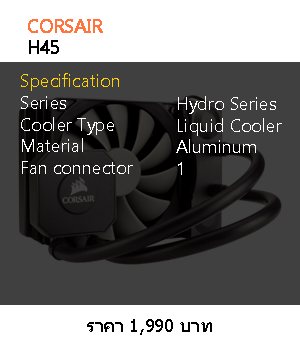 CORSAIR
H45
Specification
Series Hydro Series
Cooler Type Liquid Cooler
Material Aluminum
Fan connector 1
CORSAIR
ราคา 1,990 บาท